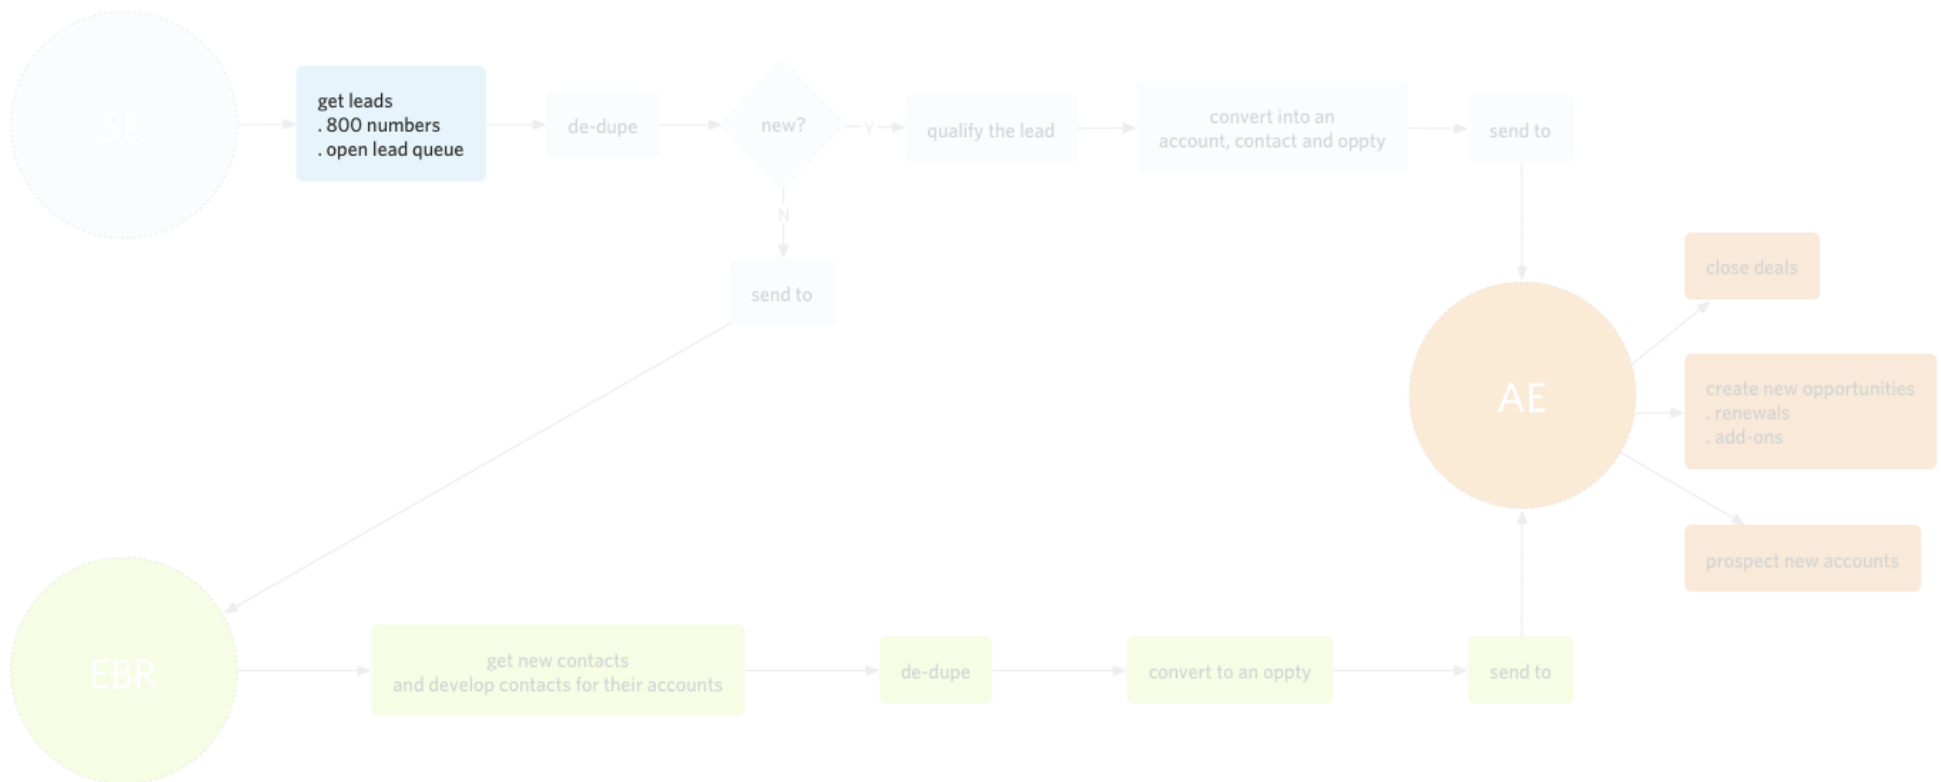 SR
get leads
. 800 numbers
. open lead queue
de-dupe
new?
Y
qualify the lead
convert into an
account, contact and oppty
send to
N
send to
close deals
AE
create new opportunities
. renewals
. add-ons
prospect new accounts
EBR
get new contacts
and develop contacts for their accounts
de-dupe
convert to an oppty
send to